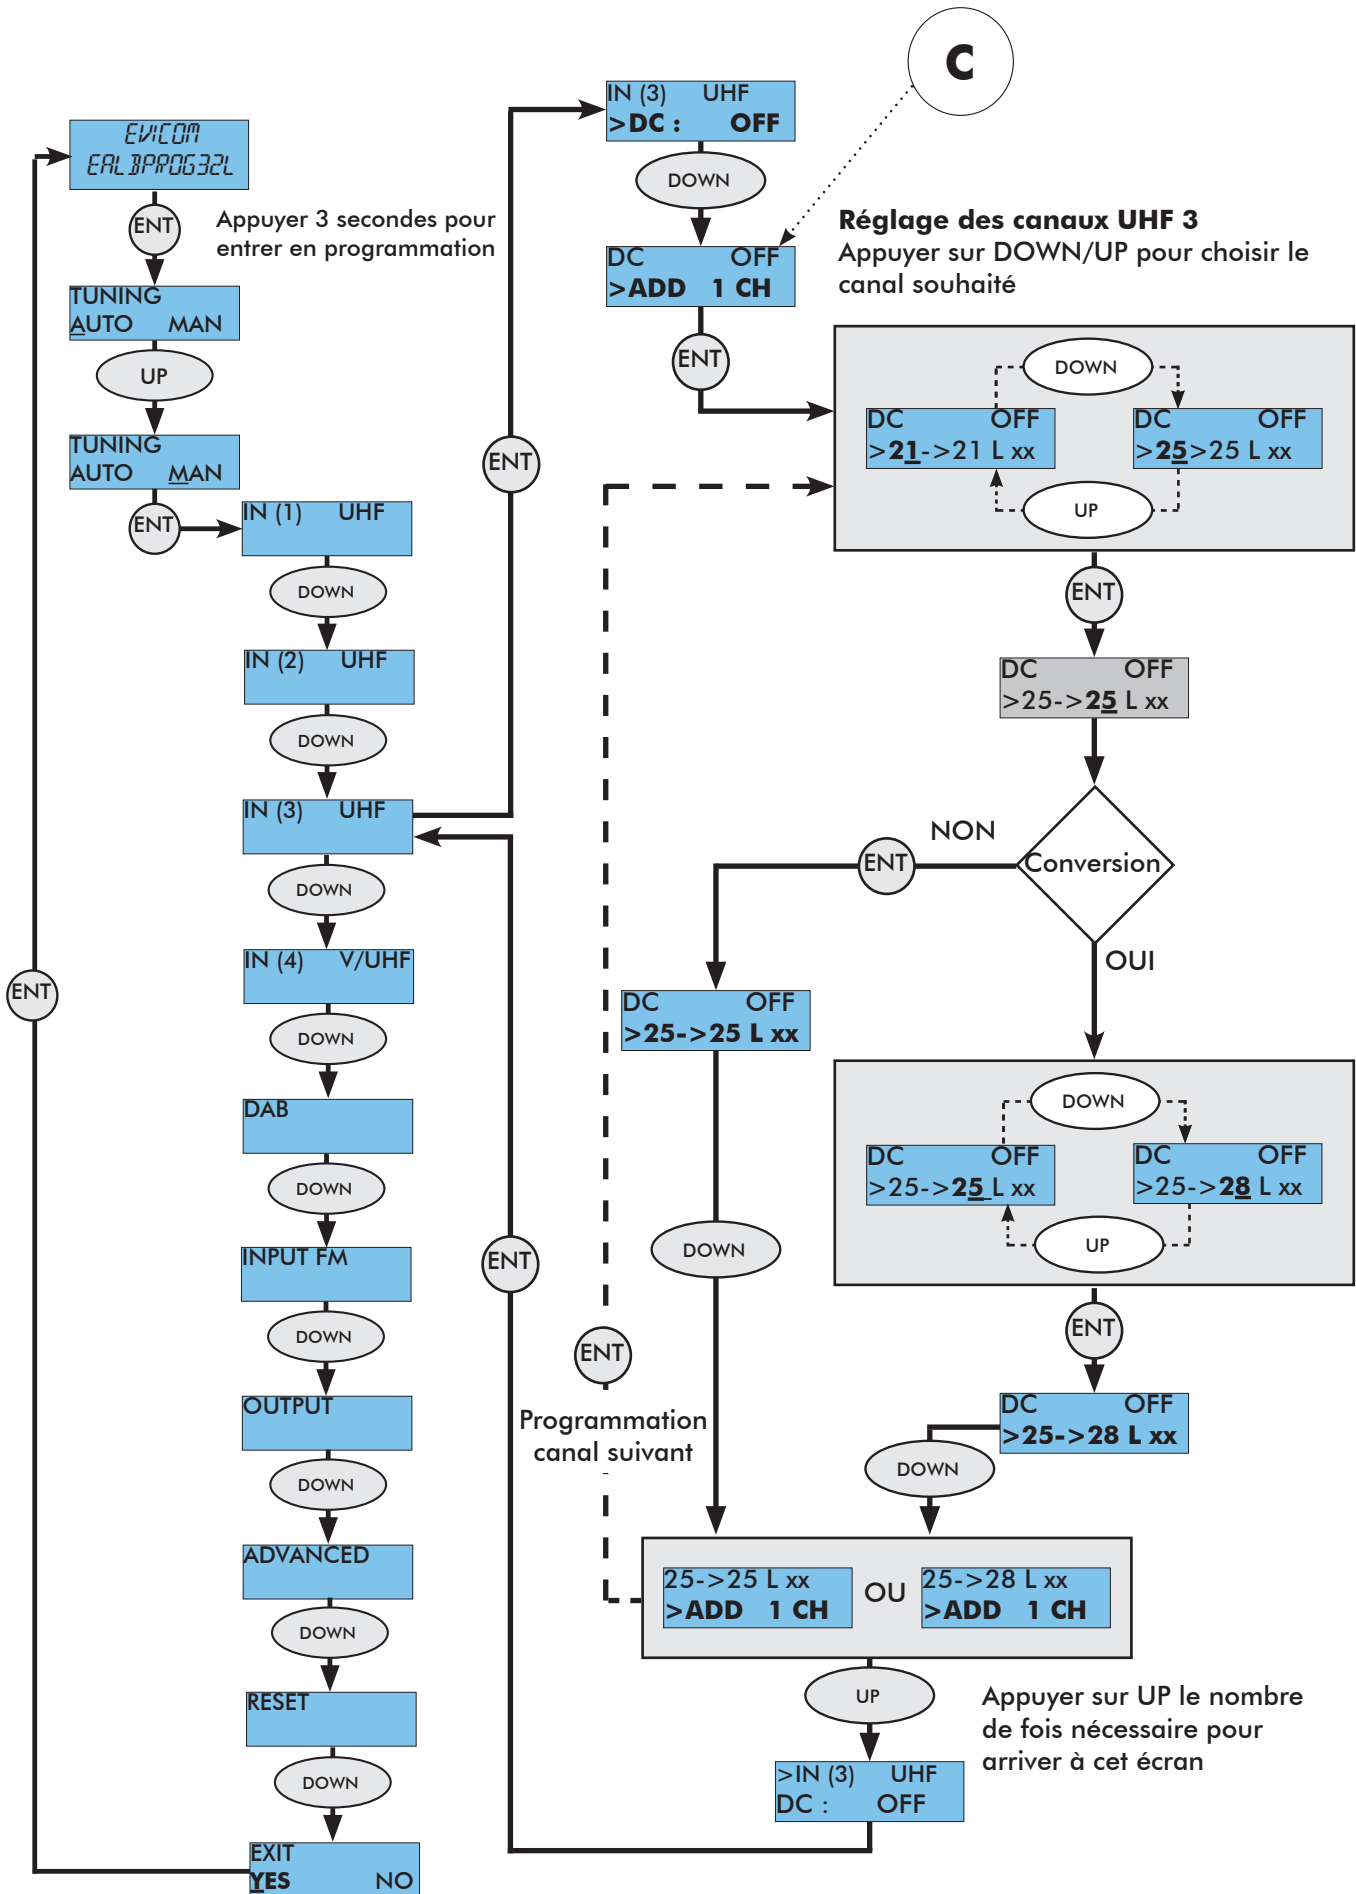 C
EVICOM
EALDPROG32L
ENT
Appuyer 3 secondes pour
entrer en programmation
TUNING
AUTO MAN
UP
TUNING
AUTO MAN
ENT
IN (1) UHF
DOWN
IN (2) UHF
DOWN
IN (3) UHF
DOWN
IN (4) V/UHF
DOWN
DAB
DOWN
INPUT FM
DOWN
OUTPUT
DOWN
ADVANCED
DOWN
RESET
DOWN
EXIT
YES NO
ENT
ENT
IN (3) UHF
>DC : OFF
DOWN
DC OFF
>ADD 1 CH
ENT
Réglage des canaux UHF 3
Appuyer sur DOWN/UP pour choisir le
canal souhaité
DOWN
DC OFF
>21->21 L xx
DC OFF
>25>25 L xx
UP
ENT
DC OFF
>25->25 L xx
Conversion
NON
ENT
DC OFF
>25->25 L xx
DOWN
OUI
DOWN
DC OFF
>25->25 L xx
DC OFF
>25->28 L xx
UP
ENT
DC OFF
>25->28 L xx
DOWN
25->25 L xx
>ADD 1 CH
OU
25->28 L xx
>ADD 1 CH
ENT
Programmation
canal suivant
UP
Appuyer sur UP le nombre
de fois nécessaire pour
arriver à cet écran
>IN (3) UHF
DC : OFF
ENT